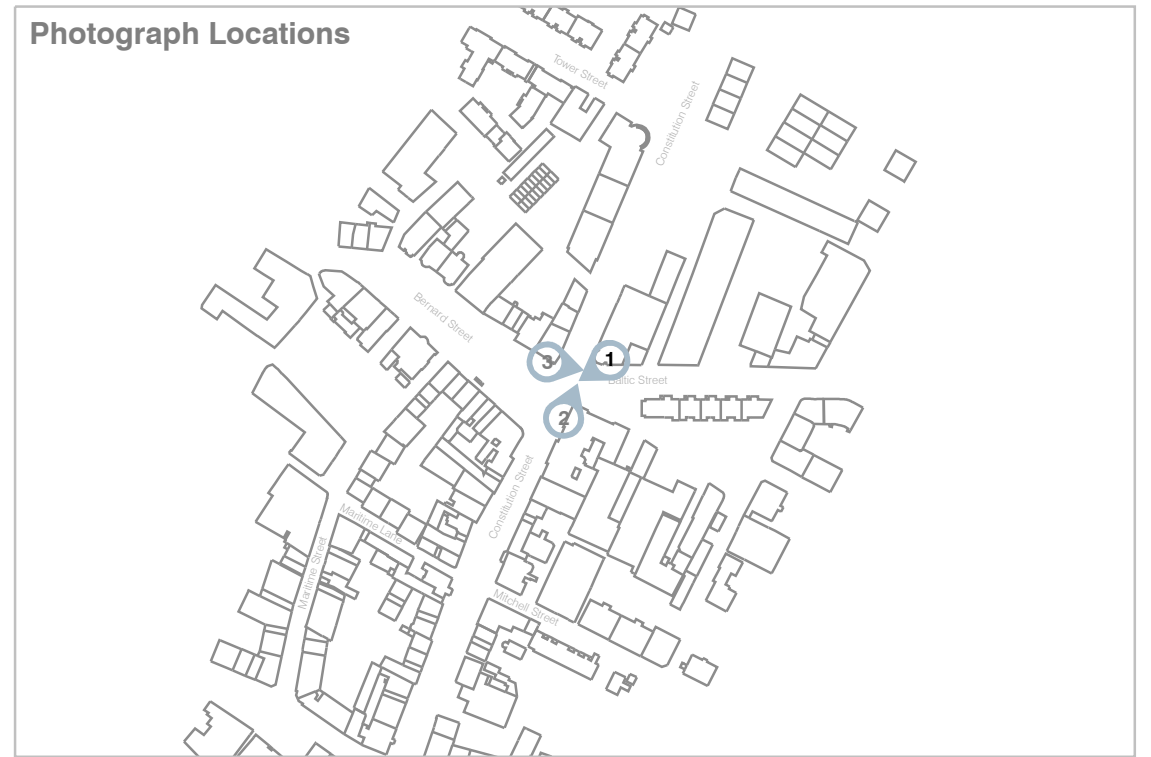 Photograph Locations
Tower Street
Constitution Street
Bernard Street
3
1
Baltic Street
2
Constitution Street
Maritime Lane
Maritime Street
Mitchell Street